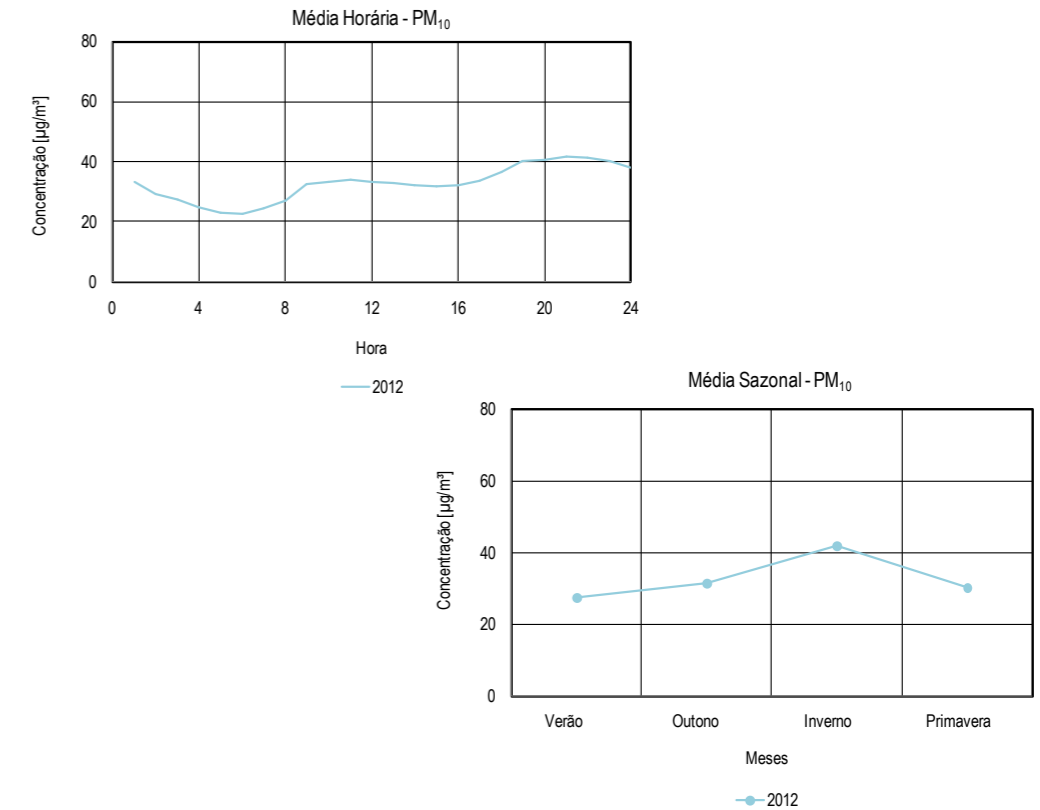 Média Horária - PM₁₀
80
60
40
20
0
Concentração [µg/m³]
0 4 8 12 16 20 24
Hora
2012
Média Sazonal - PM₁₀
80
60
40
20
0
Concentração [µg/m³]
Verão Outono Inverno Primavera
Meses
2012